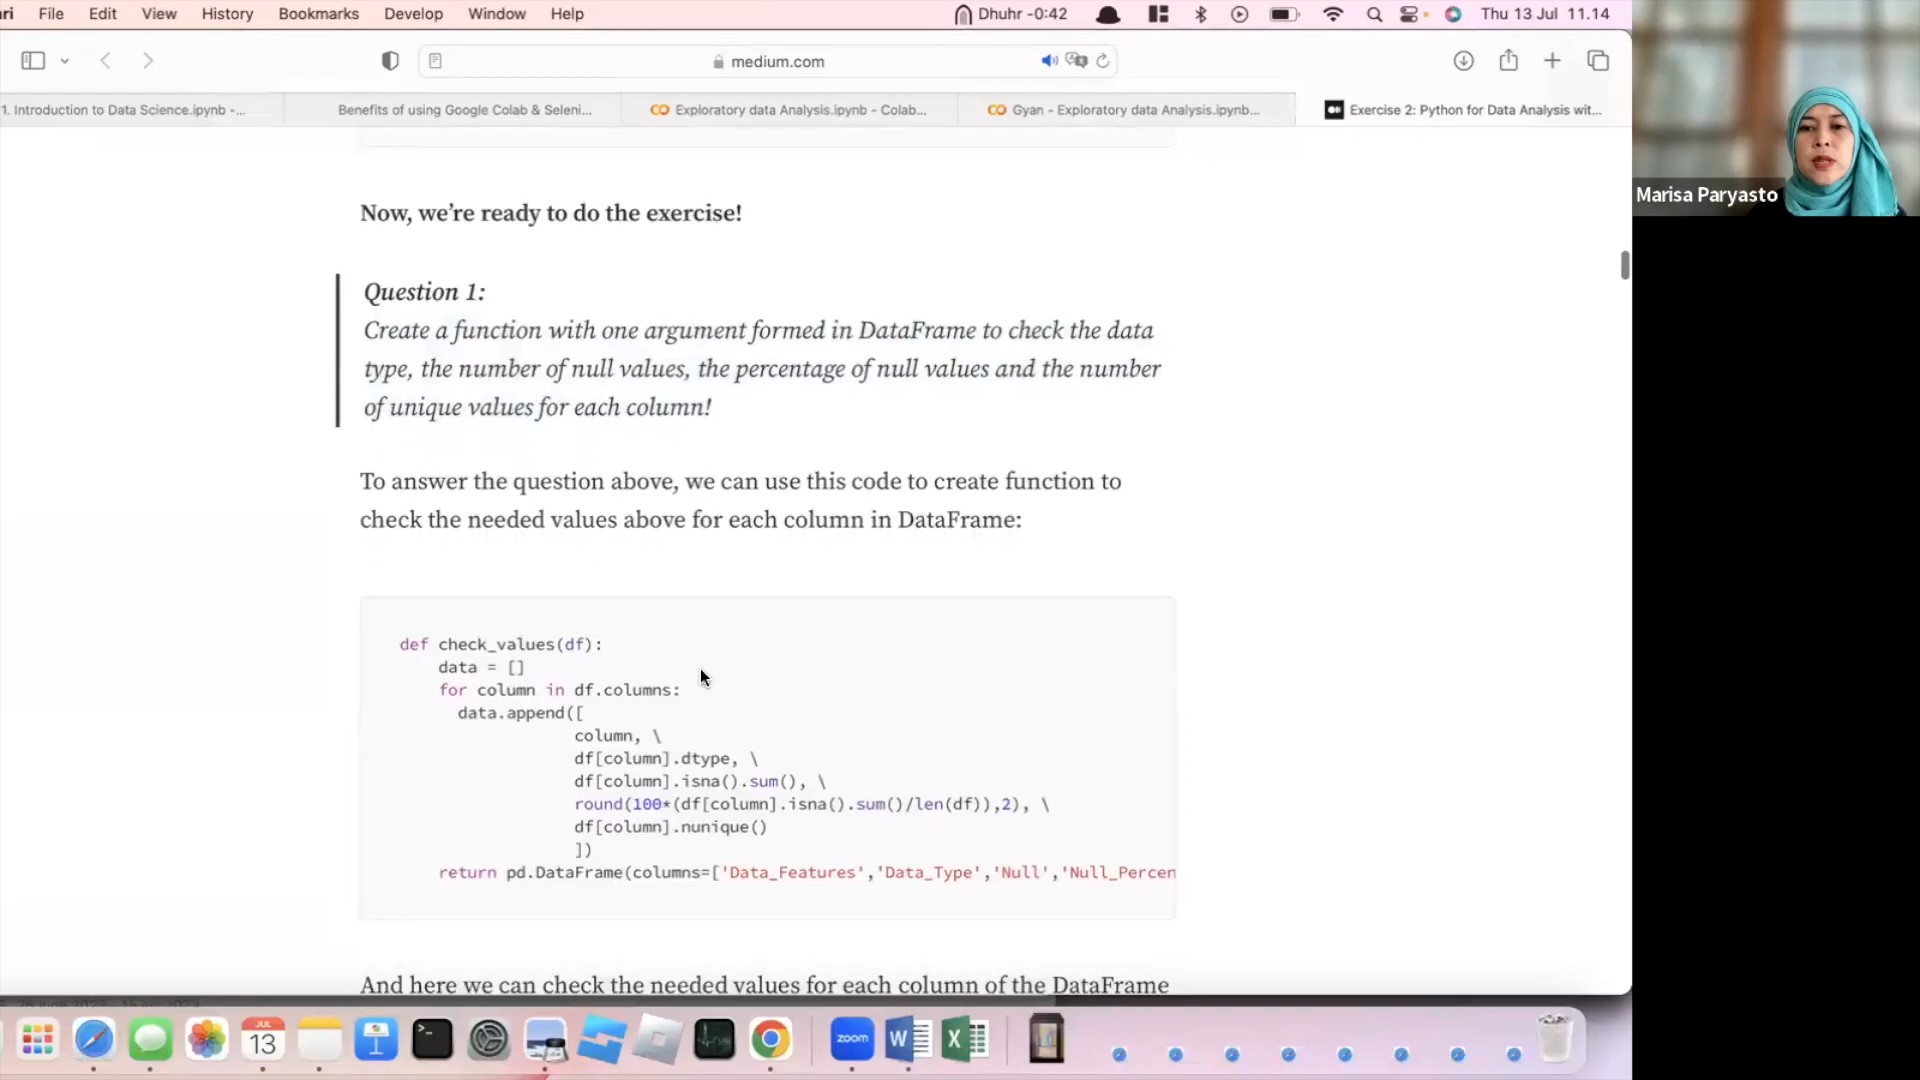 ri File Edit View History Bookmarks Develop Window Help Dhuhr -0:42 Thu 13 Jul 11.14
medium.com
1. Introduction to Data Science.ipynb -... Benefits of using Google Colab & Seleni... Exploratory data Analysis.ipynb - Colab... Gyan - Exploratory data Analysis.ipynb... Exercise 2: Python for Data Analysis wit...
Marisa Paryasto
Now, we’re ready to do the exercise!
Question 1:
Create a function with one argument formed in DataFrame to check the data
type, the number of null values, the percentage of null values and the number
of unique values for each column!
To answer the question above, we can use this code to create function to
check the needed values above for each column in DataFrame:
def check_values(df):
data = []
for column in df.columns:
data.append([
column, \
df[column].dtype, \
df[column].isna().sum(), \
round(100*(df[column].isna().sum()/len(df)),2), \
df[column].nunique()
])
return pd.DataFrame(columns=['Data_Features','Data_Type','Null','Null_Percen
And here we can check the needed values for each column of the DataFrame
JUL
13
zoom
W
X